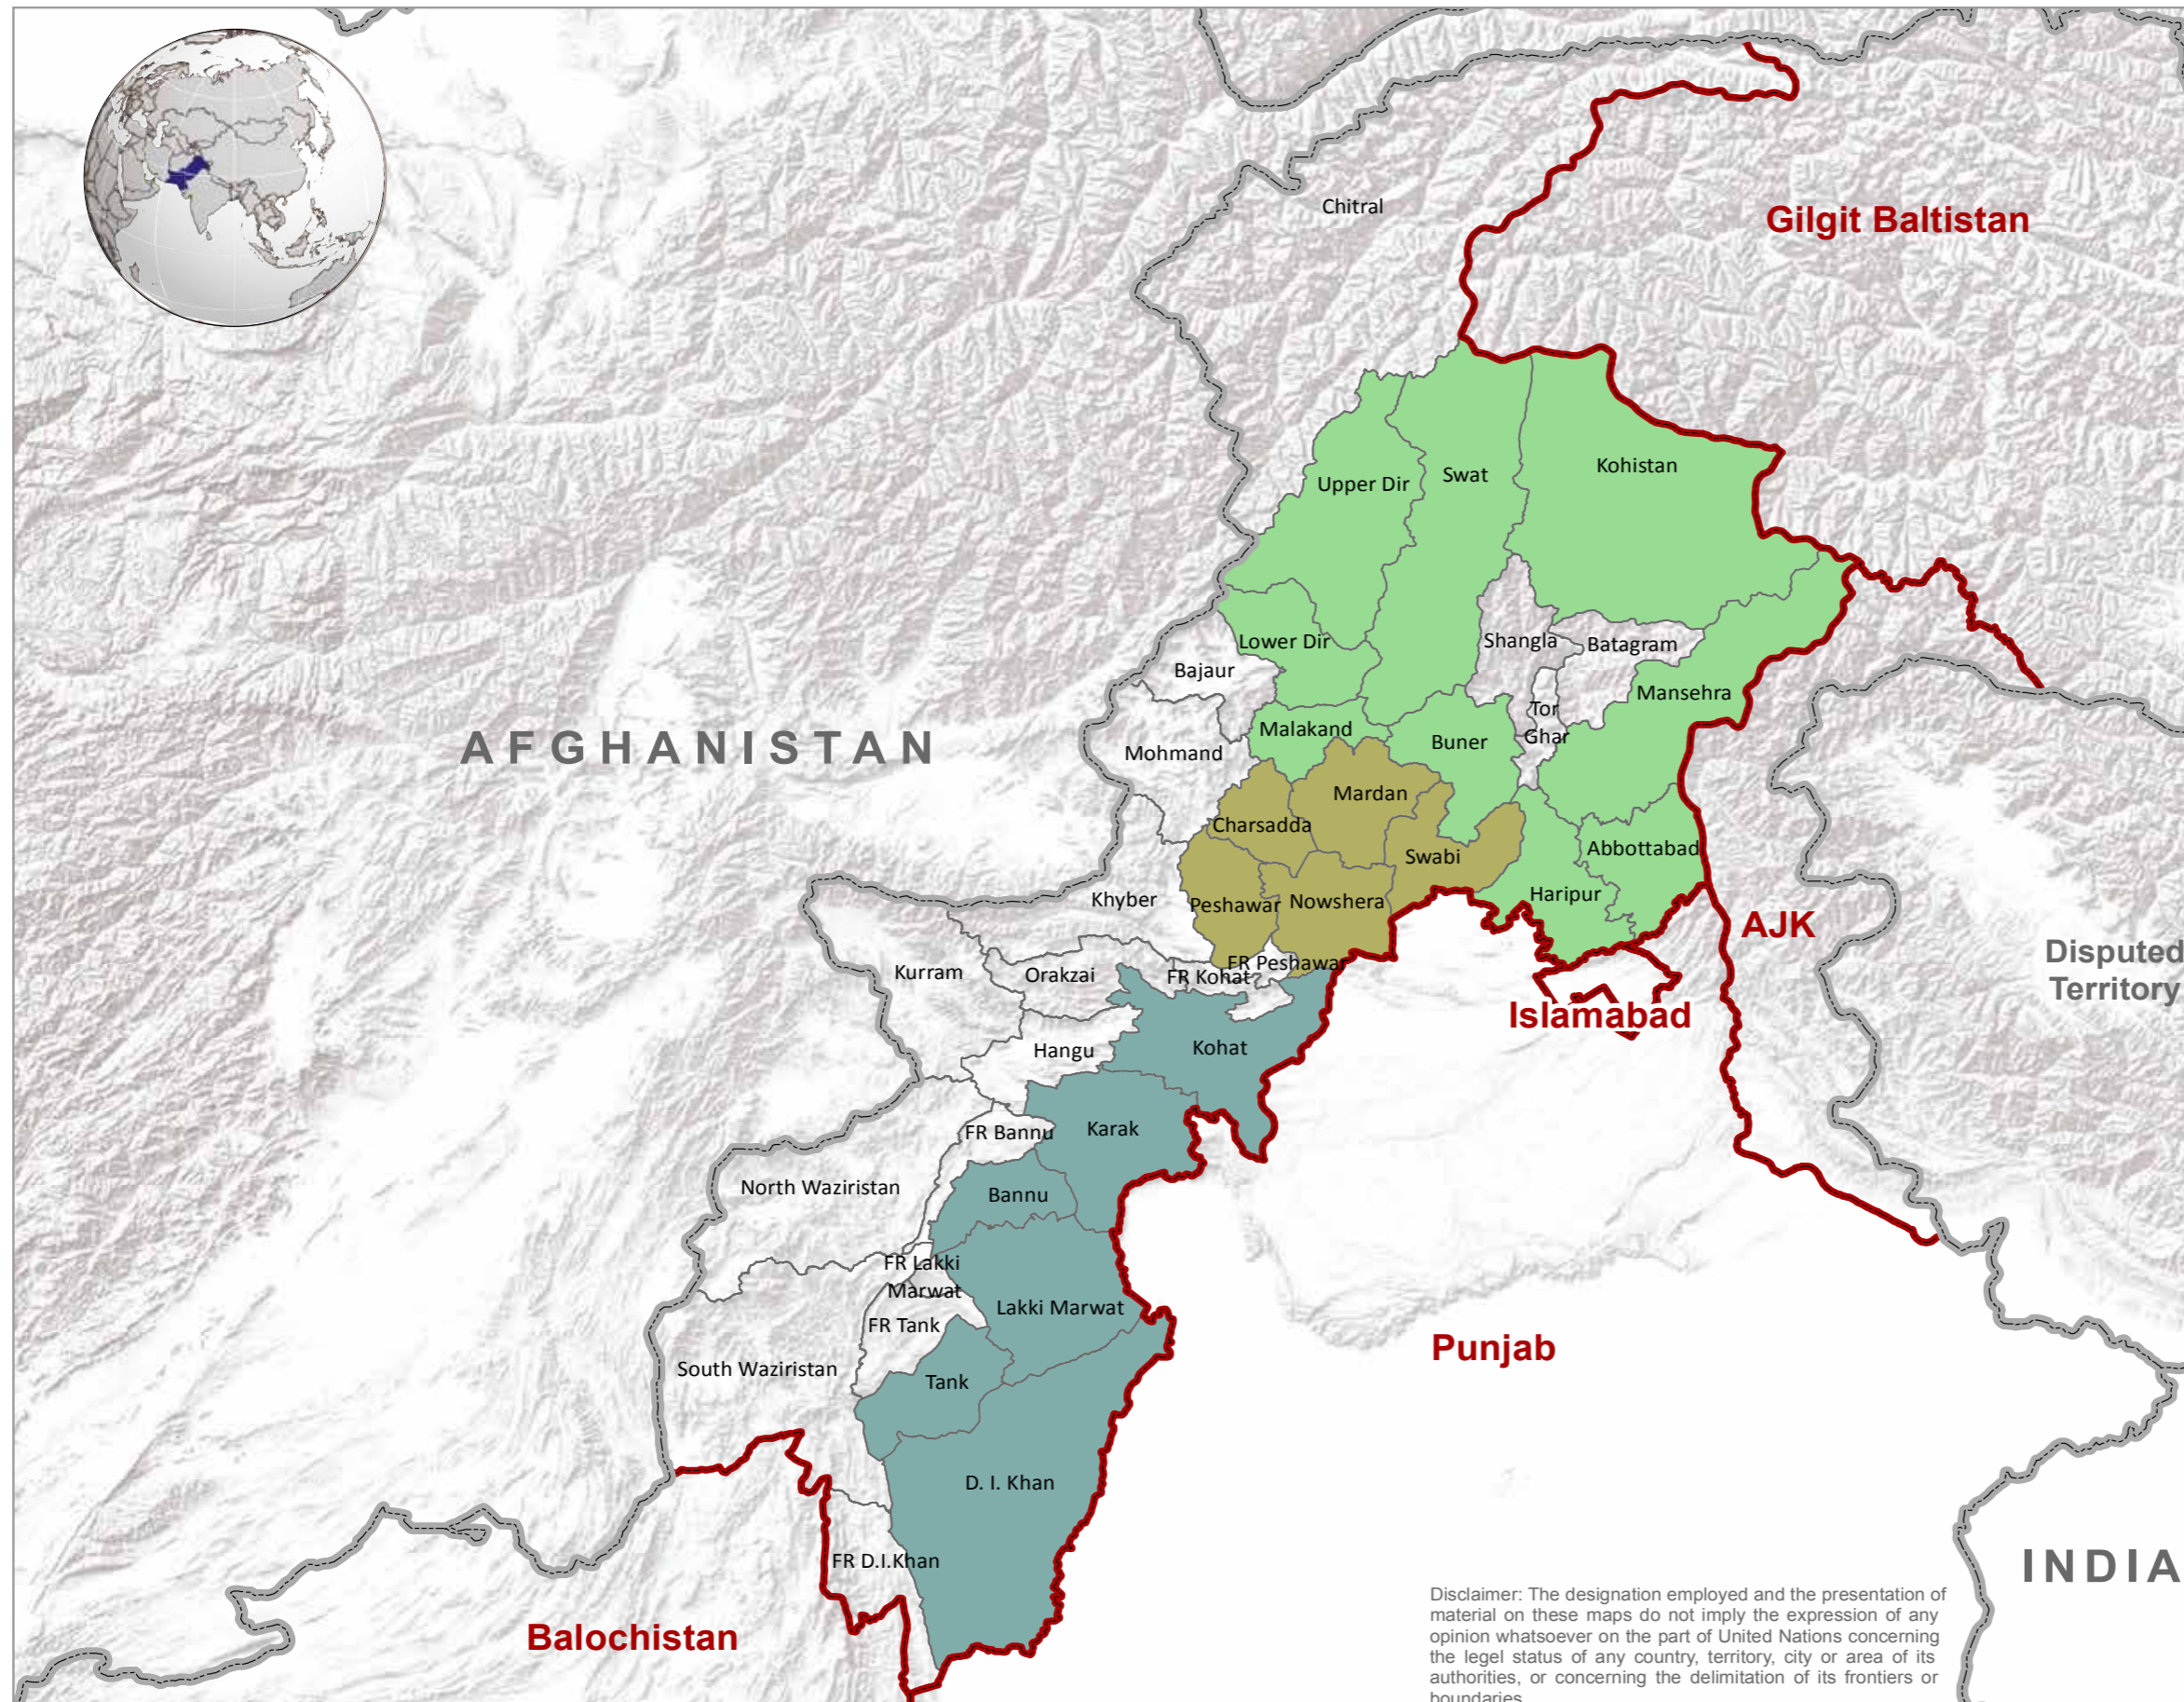 Chitral
Gilgit Baltistan
Upper Dir
Swat
Kohistan
Lower Dir
Shangla
Batagram
Bajaur
Mansehra
Tor
Ghar
Malakand
Buner
AFGHANISTAN
Mohmand
Mardan
Charsadda
Swabi
Abbottabad
Khyber
Peshawar
Nowshera
Haripur
AJK
Disputed
Territory
Kurram
Orakzai
FR Kohat
FR Peshawar
Islamabad
Hangu
Kohat
FR Bannu
Karak
North Waziristan
Bannu
FR Lakki
Marwat
Lakki Marwat
FR Tank
Punjab
South Waziristan
Tank
D. I. Khan
FR D.I.Khan
INDIA
Balochistan
Disclaimer: The designation employed and the presentation of
material on these maps do not imply the expression of any
opinion whatsoever on the part of United Nations concerning
the legel status of any country, territory, city or area of its
authorities, or concerning the delimitation of its frontiers or
boundaries